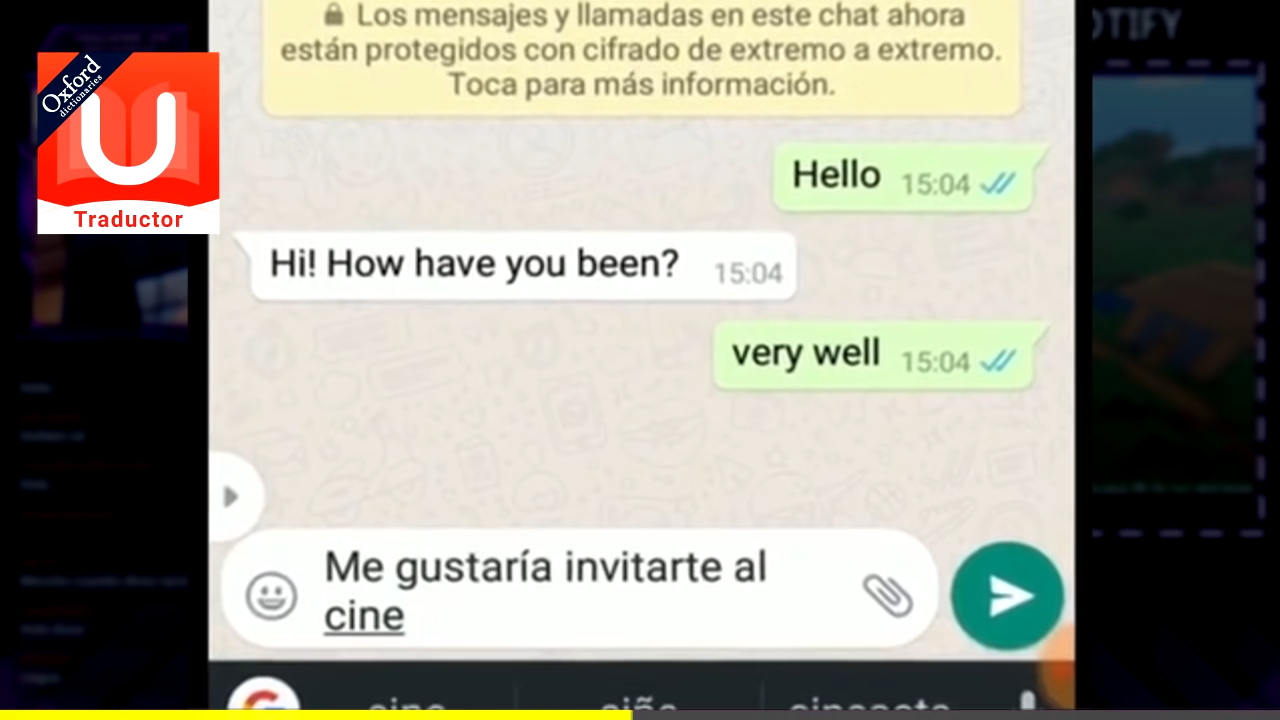 Los mensajes y llamadas en este chat ahora
están protegidos con cifrado de extremo a extremo.
Toca para más información.
OTIFY
Oxford
dictionaries
U
Traductor
Hello 15:04
Hi! How have you been? 15:04
very well 15:04
Me gustaría invitarte al
cine